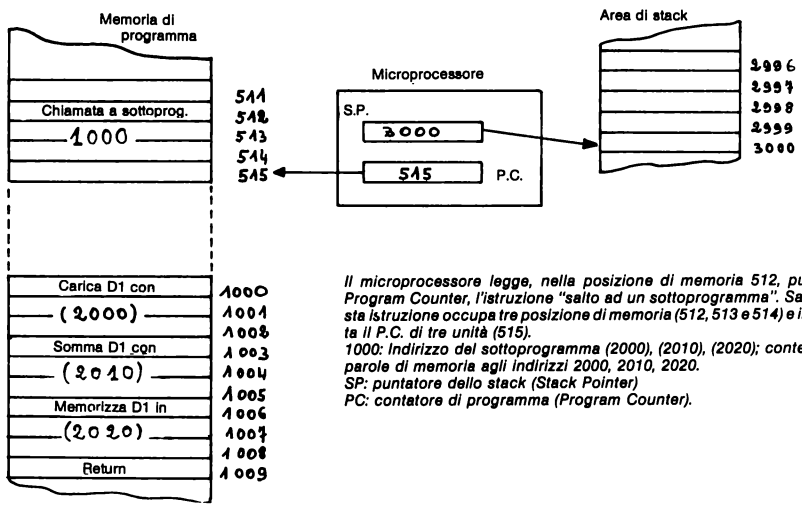 Memoria di
programma
511
Chiamata a sottoprog.
512
1000
513
514
515
Microprocessore
S.P.
3000
515
P.C.
Area di stack
2996
2997
2998
2999
3000
Carica D1 con
1000
(2000)
1001
1002
Somma D1 con
1003
(2010)
1004
1005
Memorizza D1 in
1006
(2020)
1007
1008
Return
1009
Il microprocessore legge, nella posizione di memoria 512, pu
Program Counter, l'istruzione "salto ad un sottoprogramma". Sa
sta istruzione occupa tre posizione di memoria (512, 513 e 514) e i
ta il P.C. di tre unità (515).
1000: Indirizzo del sottoprogramma (2000), (2010), (2020); conte
parole di memoria agli indirizzi 2000, 2010, 2020.
SP: puntatore dello stack (Stack Pointer)
PC: contatore di programma (Program Counter).